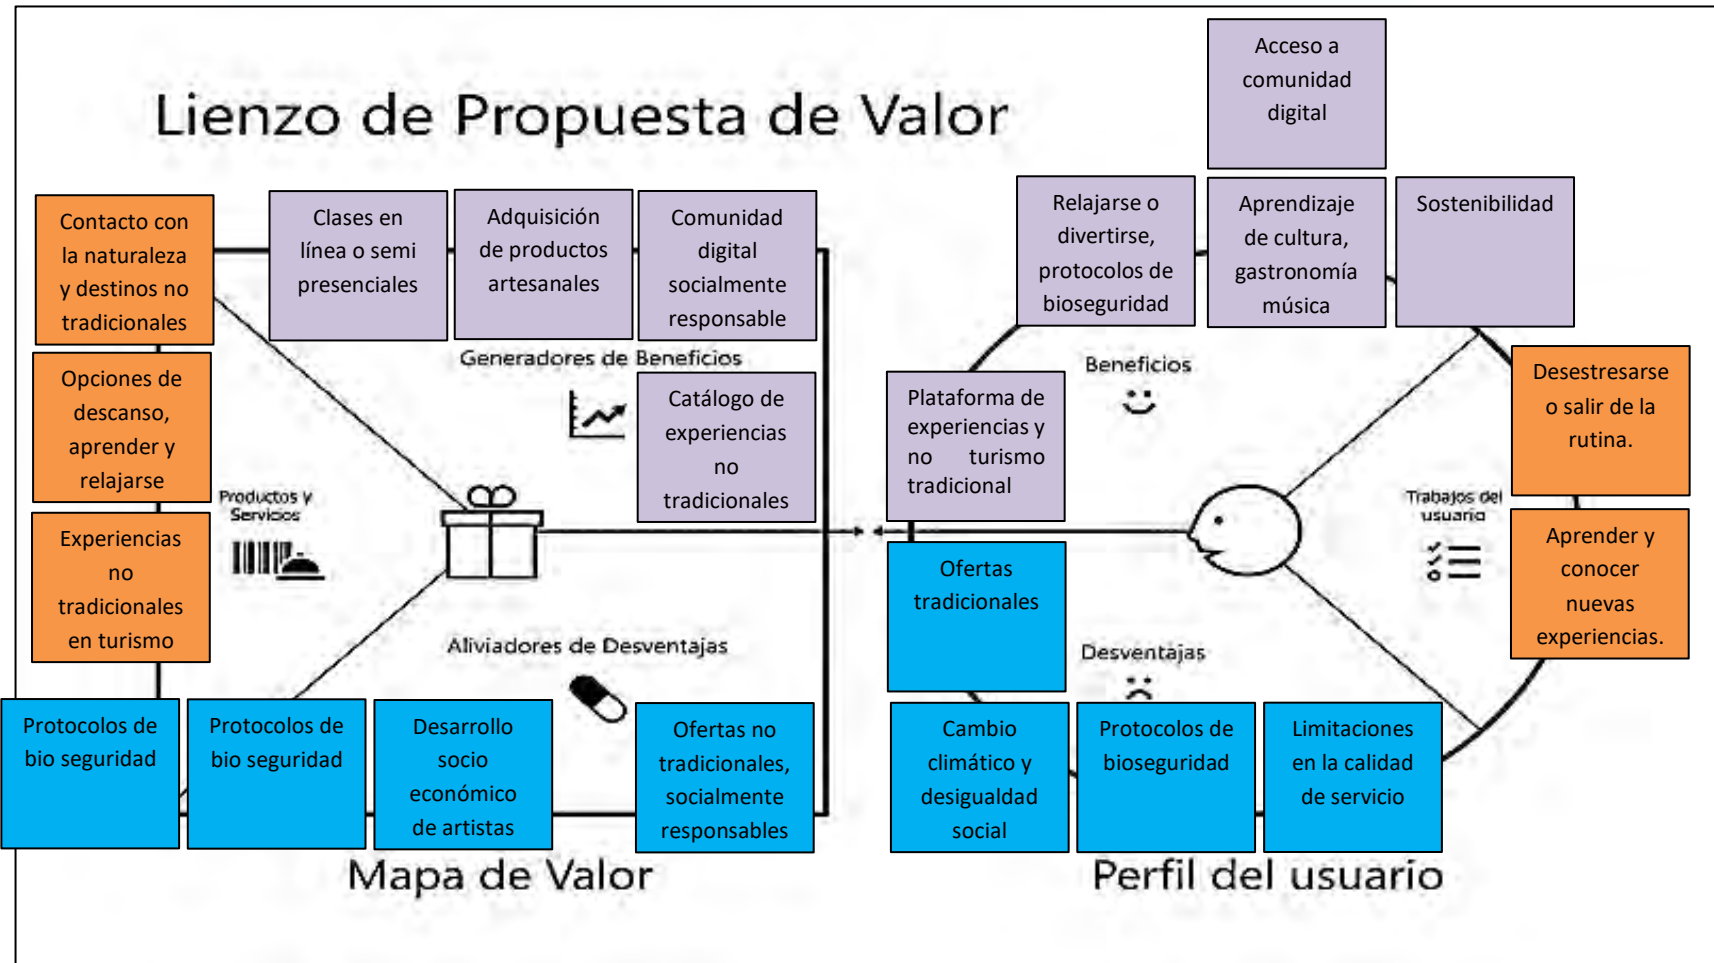 Lienzo de Propuesta de Valor
Contacto con
la naturaleza
y destinos no
tradicionales
Opciones de
descanso,
aprender y
relajarse
Experiencias
no
tradicionales
en turismo
Productos y
Servicios
Clases en
línea o semi
presenciales
Adquisición
de productos
artesanales
Comunidad
digital
socialmente
responsable
Generadores de Beneficios
Catálogo de
experiencias
no
tradicionales
Aliviadores de Desventajas
Protocolos de
bio seguridad
Protocolos de
bio seguridad
Desarrollo
socio
económico
de artistas
Ofertas no
tradicionales,
socialmente
responsables
Mapa de Valor
Acceso a
comunidad
digital
Relajarse o
divertirse,
protocolos de
bioseguridad
Aprendizaje
de cultura,
gastronomía
música
Sostenibilidad
Beneficios
Plataforma de
experiencias y
no turismo
tradicional
Desestresarse
o salir de la
rutina.
Trabajos del
usuario
Aprender y
conocer
nuevas
experiencias.
Ofertas
tradicionales
Desventajas
Cambio
climático y
desigualdad
social
Protocolos de
bioseguridad
Limitaciones
en la calidad
de servicio
Perfil del usuario